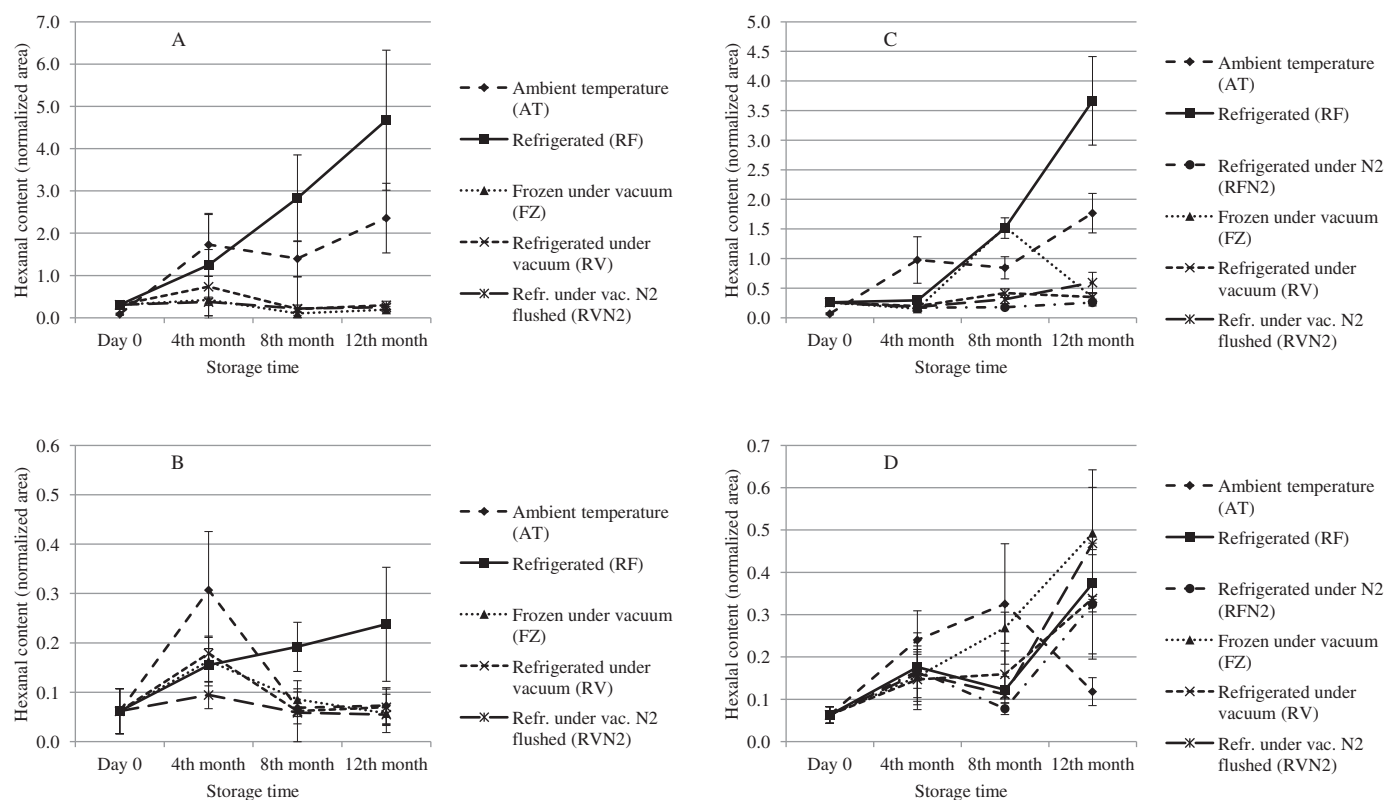 A
Hexanal content (normalized area)
7.0
6.0
5.0
4.0
3.0
2.0
1.0
0.0
Day 0 4th month 8th month 12th month
Storage time
Ambient temperature
(AT)
Refrigerated (RF)
Frozen under vacuum
(FZ)
Refrigerated under
vacuum (RV)
Refr. under vac. N2
flushed (RVN2)
C
Hexanal content (normalized area)
5.0
4.5
4.0
3.5
3.0
2.5
2.0
1.5
1.0
0.5
0.0
Day 0 4th month 8th month 12th month
Storage time
Ambient temperature
(AT)
Refrigerated (RF)
Refrigerated under N2
(RFN2)
Frozen under vacuum
(FZ)
Refrigerated under
vacuum (RV)
Refr. under vac. N2
flushed (RVN2)
B
Hexanal content (normalized area)
0.6
0.5
0.4
0.3
0.2
0.1
0.0
Day 0 4th month 8th month 12th month
Storage time
Ambient temperature
(AT)
Refrigerated (RF)
Frozen under vacuum
(FZ)
Refrigerated under
vacuum (RV)
Refr. under vac. N2
flushed (RVN2)
D
Hexalal content (normalized area)
0.7
0.6
0.5
0.4
0.3
0.2
0.1
0.0
Day 0 4th month 8th month 12th month
Storage time
Ambient temperature
(AT)
Refrigerated (RF)
Refrigerated under N2
(RFN2)
Frozen under vacuum
(FZ)
Refrigerated under
vacuum (RV)
Refr. under vac. N2
flushed (RVN2)